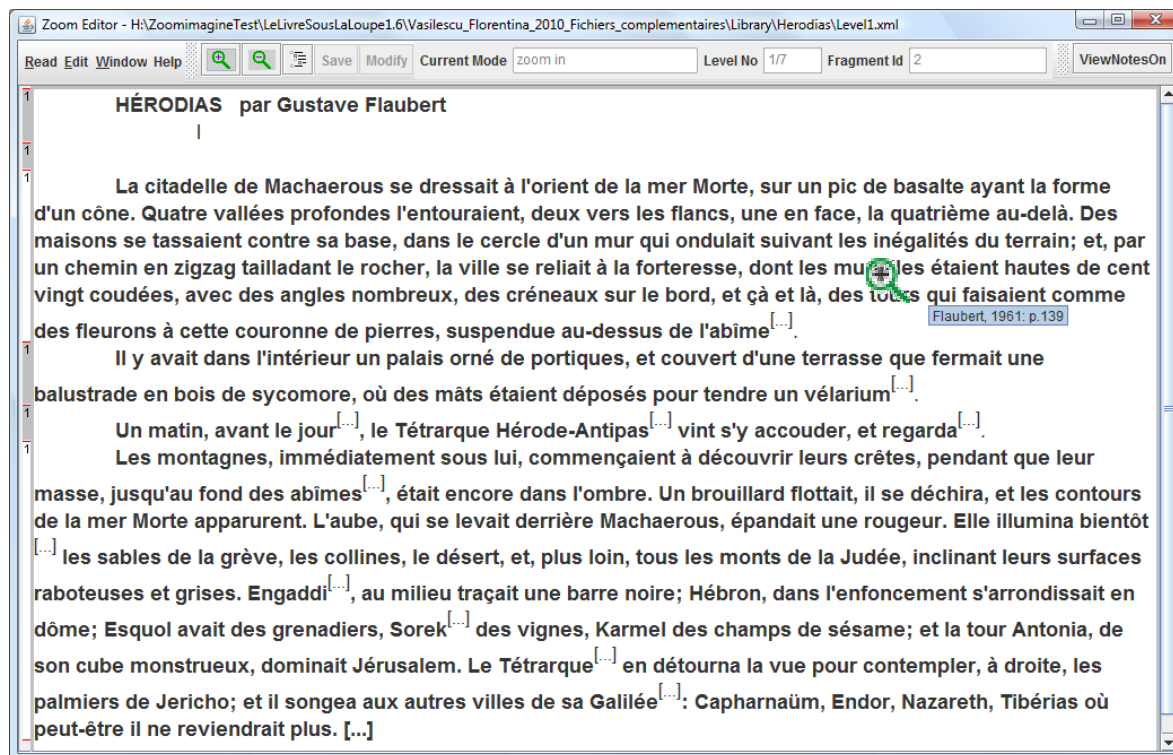 Zoom Editor - H:\ZoomimagineTest\LeLivreSousLaLoupe1.6\Vasilescu_Florentina_2010_Fichiers_complementaires\Library\Herodias\Level1.xml
Read Edit Window Help Save Modify Current Mode zoom in Level No 1/7 Fragment Id 2 ViewNotesOn
1 HÉRODIAS par Gustave Flaubert
I
1
1 La citadelle de Machaerous se dressait à l'orient de la mer Morte, sur un pic de basalte ayant la forme
d'un cône. Quatre vallées profondes l'entouraient, deux vers les flancs, une en face, la quatrième au-delà. Des
maisons se tassaient contre sa base, dans le cercle d'un mur qui ondulait suivant les inégalités du terrain; et, par
un chemin en zigzag tailladant le rocher, la ville se reliait à la forteresse, dont les murailles étaient hautes de cent
vingt coudées, avec des angles nombreux, des créneaux sur le bord, et çà et là, des tours qui faisaient comme
Flaubert, 1961: p.139
des fleurons à cette couronne de pierres, suspendue au-dessus de l'abîme[...].
1 Il y avait dans l'intérieur un palais orné de portiques, et couvert d'une terrasse que fermait une
balustrade en bois de sycomore, où des mâts étaient déposés pour tendre un vélarium[...].
1 Un matin, avant le jour[...], le Tétrarque Hérode-Antipas[...] vint s'y accouder, et regarda[...].
1 Les montagnes, immédiatement sous lui, commençaient à découvrir leurs crêtes, pendant que leur
masse, jusqu'au fond des abîmes[...], était encore dans l'ombre. Un brouillard flottait, il se déchira, et les contours
de la mer Morte apparurent. L'aube, qui se levait derrière Machaerous, épandait une rougeur. Elle illumina bientôt
[...] les sables de la grève, les collines, le désert, et, plus loin, tous les monts de la Judée, inclinant leurs surfaces
raboteuses et grises. Engaddi[...], au milieu traçait une barre noire; Hébron, dans l'enfoncement s'arrondissait en
dôme; Esquol avait des grenadiers, Sorek[...] des vignes, Karmel des champs de sésame; et la tour Antonia, de
son cube monstrueux, dominait Jérusalem. Le Tétrarque[...] en détourna la vue pour contempler, à droite, les
palmiers de Jericho; et il songea aux autres villes de sa Galilée[...]: Capharnaüm, Endor, Nazareth, Tibérias où
peut-être il ne reviendrait plus. [...]